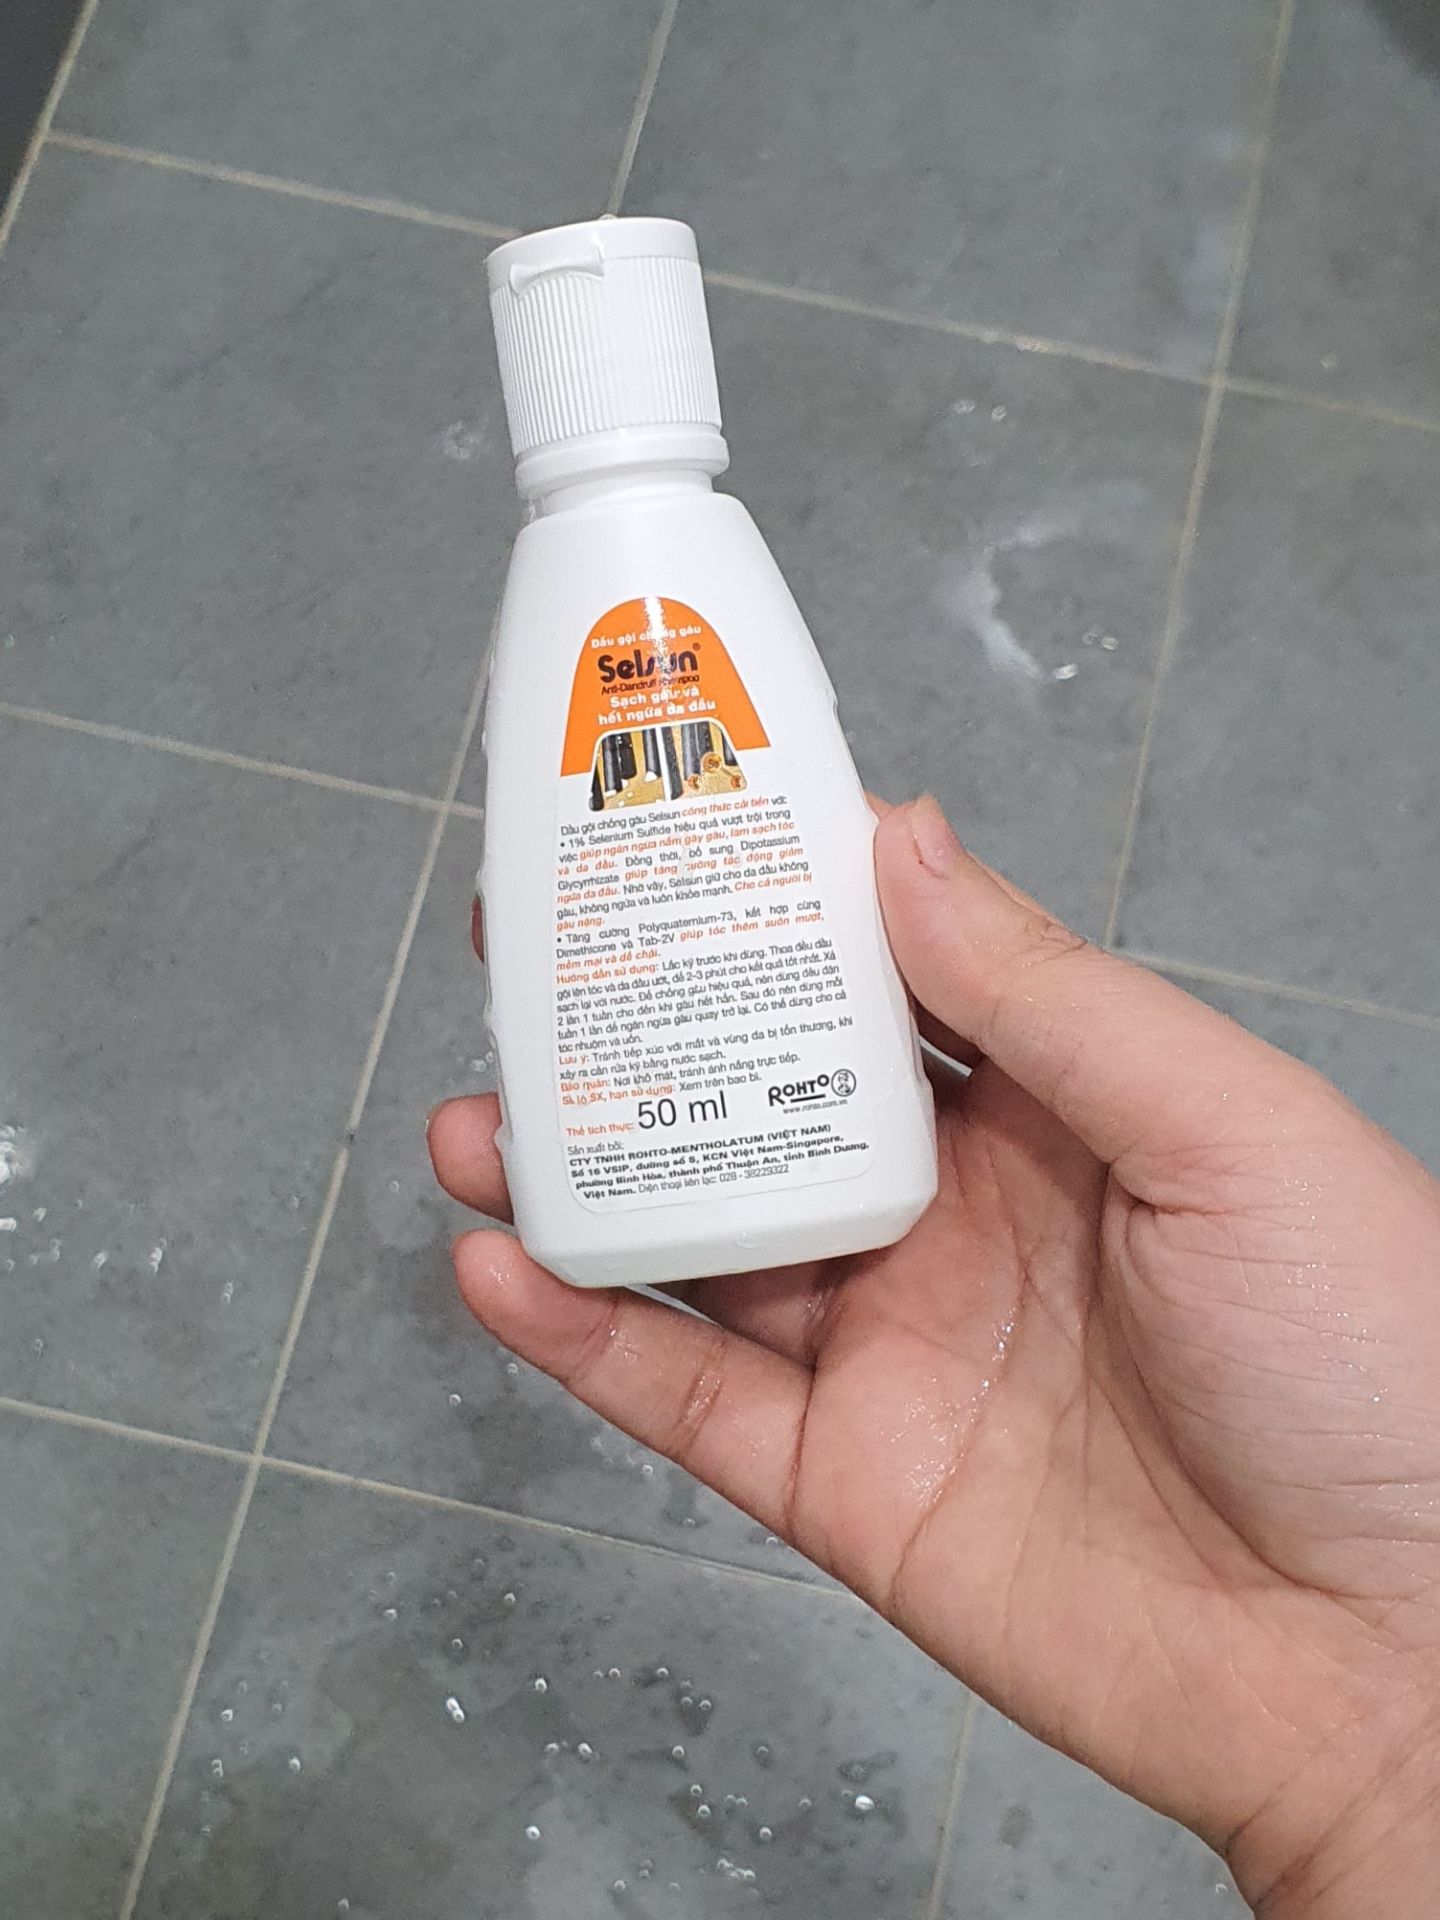 Dầu gội chống gàu
Selsun®
Anti-Dandruff Shampoo
Sạch gàu và
hết ngứa da đầu
Dầu gội chống gàu Selsun công thức cải tiến với:
• 1% Selenium Sulfide hiệu quả vượt trội trong
việc giúp ngăn ngừa nấm gây gàu, làm sạch tóc
và da đầu. Đồng thời, bổ sung Dipotassium
Glycyrrhizate giúp tăng cường tác động giảm
ngứa da đầu. Nhờ vậy, Selsun giữ cho da đầu không
gàu, không ngứa và luôn khỏe mạnh. Cho cả người bị
gàu nặng.
• Tăng cường Polyquaternium-73, kết hợp cùng
Dimethicone và Tab-2V giúp tóc thêm suôn mượt,
mềm mại và dễ chải.
Hướng dẫn sử dụng: Lắc kỹ trước khi dùng. Thoa đều dầu
gội lên tóc và da đầu ướt, để 2-3 phút cho kết quả tốt nhất. Xả
sạch lại với nước. Để chống gàu hiệu quả, nên dùng đều đặn
2 lần 1 tuần cho đến khi gàu hết hẳn. Sau đó nên dùng mỗi
tuần 1 lần để ngăn ngừa gàu quay trở lại. Có thể dùng cho cả
tóc nhuộm và uốn.
Lưu ý: Tránh tiếp xúc với mắt và vùng da bị tổn thương, khi
xảy ra cần rửa kỹ bằng nước sạch.
Bảo quản: Nơi khô mát, tránh ánh nắng trực tiếp.
Số lô SX, hạn sử dụng: Xem trên bao bì.
Thể tích thực: 50 ml
ROHTO
www.rohto.com.vn
Sản xuất bởi:
CTY TNHH ROHTO-MENTHOLATUM (VIỆT NAM)
Số 16 VSIP, đường số 5, KCN Việt Nam-Singapore,
phường Bình Hòa, thành phố Thuận An, tỉnh Bình Dương,
Việt Nam. Điện thoại liên lạc: 028 - 38229322